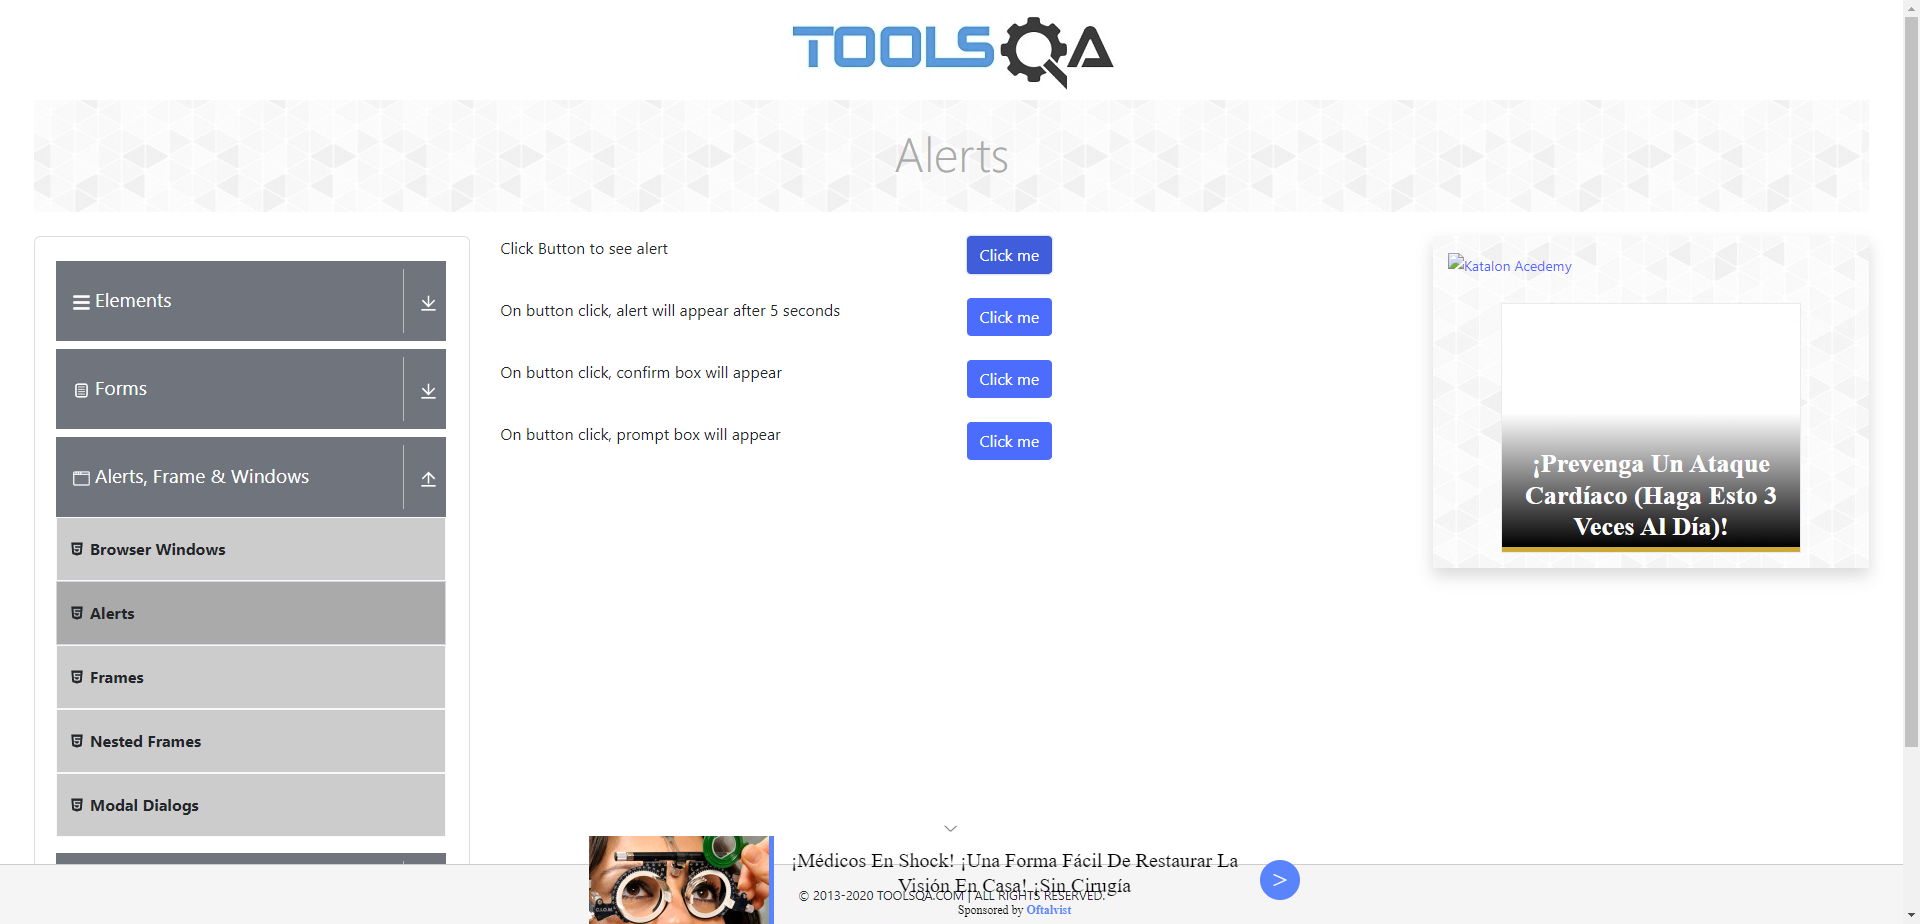 TOOLSQA
Alerts
Elements
Forms
Alerts, Frame & Windows
Browser Windows
Alerts
Frames
Nested Frames
Modal Dialogs
Click Button to see alert
Click me
On button click, alert will appear after 5 seconds
Click me
On button click, confirm box will appear
Click me
On button click, prompt box will appear
Click me
Katalon Acedemy
¡Prevenga Un Ataque
Cardíaco (Haga Esto 3
Veces Al Día)!
¡Médicos En Shock! ¡Una Forma Fácil De Restaurar La
Visión En Casa! ¡Sin Cirugía
© 2013-2020 TOOLSQA.COM | ALL RIGHTS RESERVED.
Sponsored by Oftalvist
>